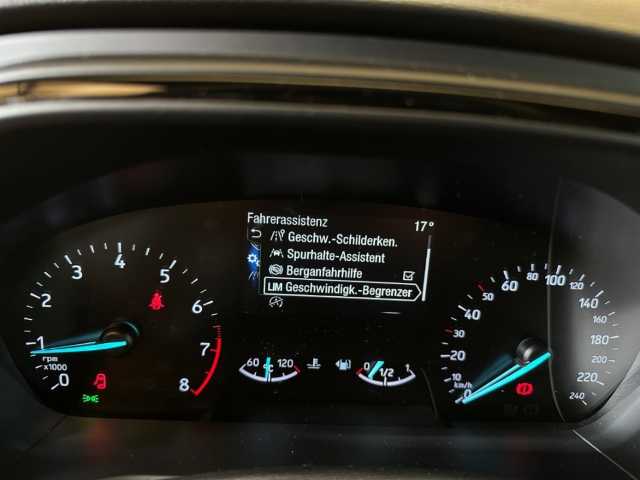 Fahrerassistenz 17°
Geschw.-Schilderken.
Spurhalte-Assistent
Berganfahrhilfe
LIM Geschwindigk.-Begrenzer
0 1 2 3 4 5 6 7 8
rpm
x1000
60 °C 120
0 1/2 1
0 10 20 30 40 50 60 80 100 120 140 160 180 200 220 240
km/h